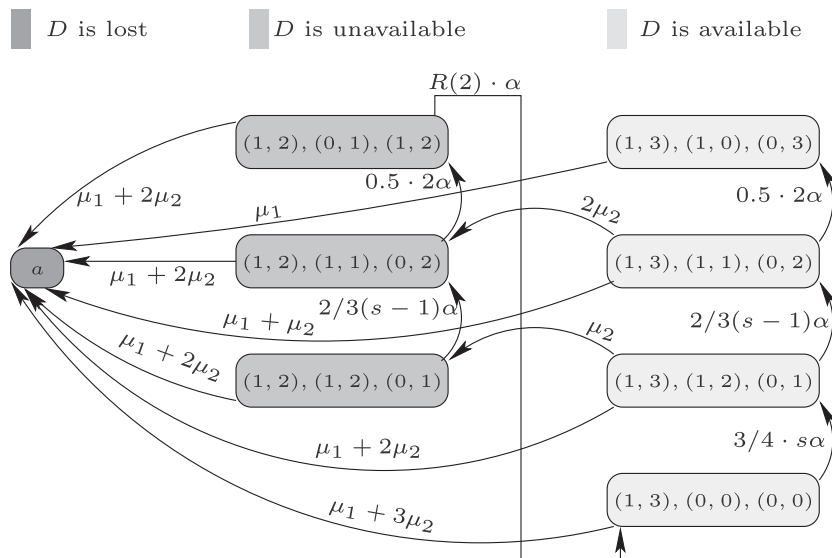 D is lost
D is unavailable
D is available
R(2) · α
(1, 2), (0, 1), (1, 2)
(1, 3), (1, 0), (0, 3)
μ₁ + 2μ₂
0.5 · 2α
0.5 · 2α
μ₁
2μ₂
a
μ₁ + 2μ₂
(1, 2), (1, 1), (0, 2)
(1, 3), (1, 1), (0, 2)
μ₁ + μ₂
2/3(s − 1)α
2/3(s − 1)α
μ₁ + 2μ₂
μ₂
(1, 2), (1, 2), (0, 1)
(1, 3), (1, 2), (0, 1)
μ₁ + 2μ₂
3/4 · sα
μ₁ + 3μ₂
(1, 3), (0, 0), (0, 0)